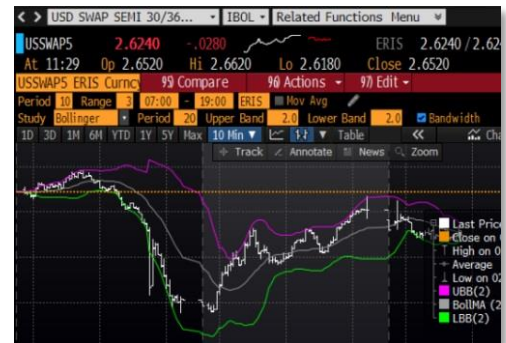 < > USD SWAP SEMI 30/36... IBOL Related Functions Menu
USSWAP5 2.6240 -.0280 ERIS 2.6240 / 2.62
At 11:29 Op 2.6520 Hi 2.6620 Lo 2.6180 Close 2.6520
USSWAP5 ERIS Curncy 95) Compare 96) Actions 97) Edit
Period 10 Range 3 07:00 - 19:00 ERIS Mov Avg
Study Bollinger Period 20 Upper Band 2.0 Lower Band 2.0 Bandwidth
1D 3D 1M 6M YTD 1Y 5Y Max 10 Min Table «
Track Annotate News Zoom
Last Price
Close on
High on 0
Average
Low on 02
UBB(2)
BollMA (2
LBB(2)